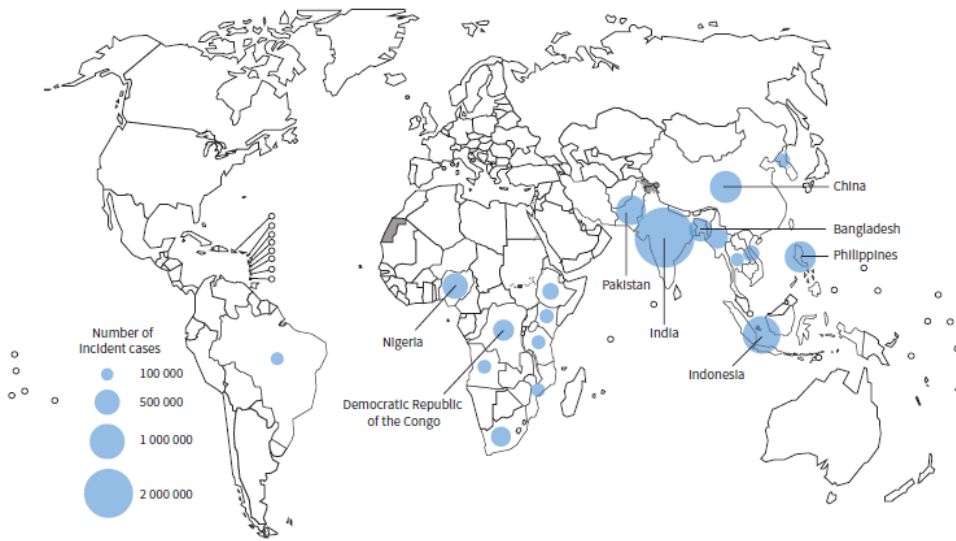 China
Bangladesh
Philippines
Pakistan
India
Nigeria
Indonesia
Democratic Republic
of the Congo
Number of
incident cases
100 000
500 000
1 000 000
2 000 000